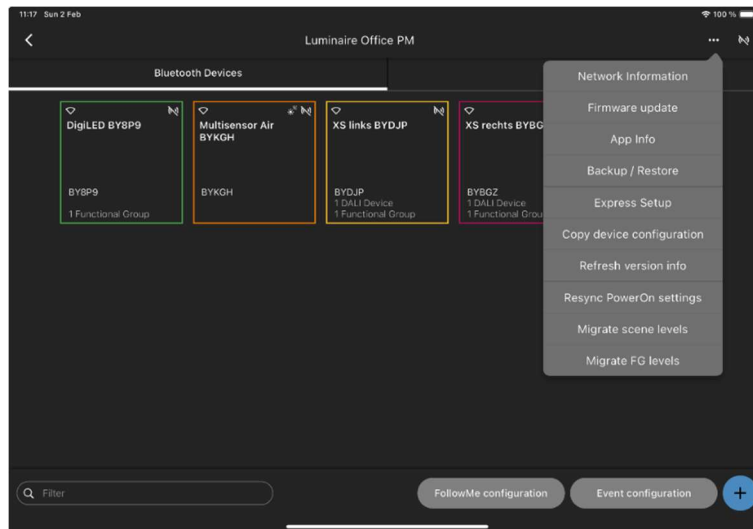 11:17 Sun 2 Feb
100 %
Luminaire Office PM
Bluetooth Devices
DigiLED BY8P9
BY8P9
1 Functional Group
Multisensor Air
BYKGH
BYKGH
XS links BYDJP
BYDJP
1 DALI Device
1 Functional Group
XS rechts BYBG
BYBGZ
1 DALI Device
1 Functional Grou
Network Information
Firmware update
App Info
Backup / Restore
Express Setup
Copy device configuration
Refresh version info
Resync PowerOn settings
Migrate scene levels
Migrate FG levels
Filter
FollowMe configuration
Event configuration